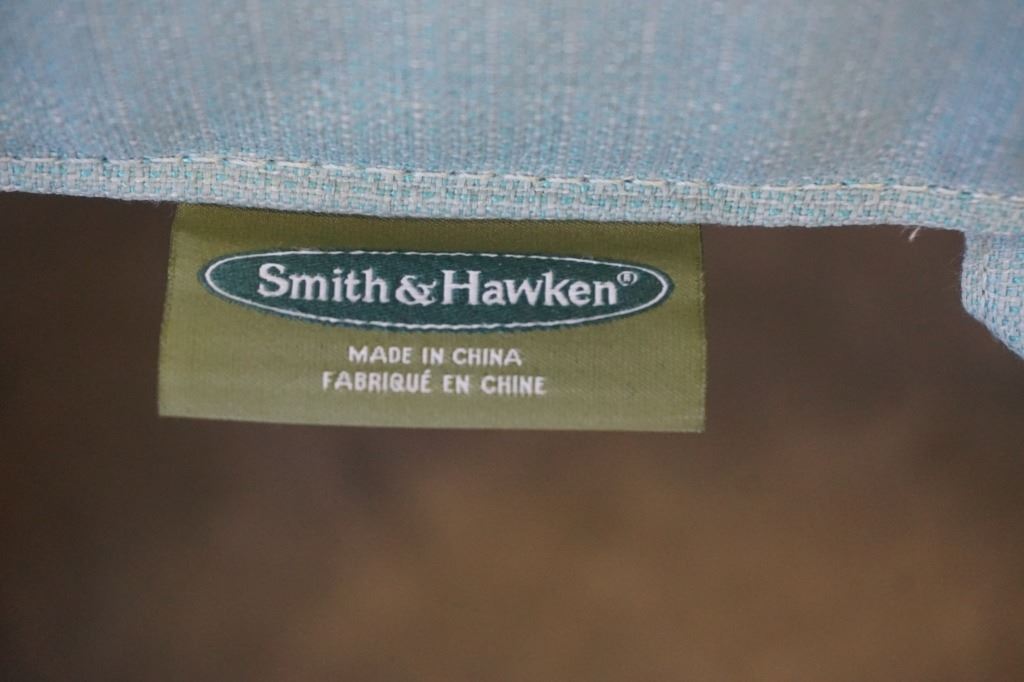 Smith & Hawken®
MADE IN CHINA
FABRIQUÉ EN CHINE